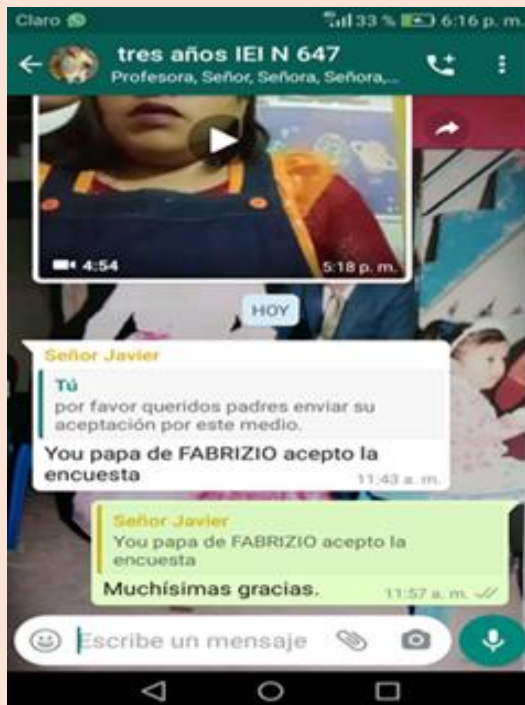 Claro 33 % 6:16 p. m.
tres años IEI N 647
Profesora, Señor, Señora, Señora,...
4:54 5:18 p. m.
HOY
Señor Javier
Tú
por favor queridos padres enviar su
aceptación por este medio.
You papa de FABRIZIO acepto la
encuesta 11:43 a. m.
Señor Javier
You papa de FABRIZIO acepto la
encuesta
Muchísimas gracias. 11:57 a. m.
Escribe un mensaje